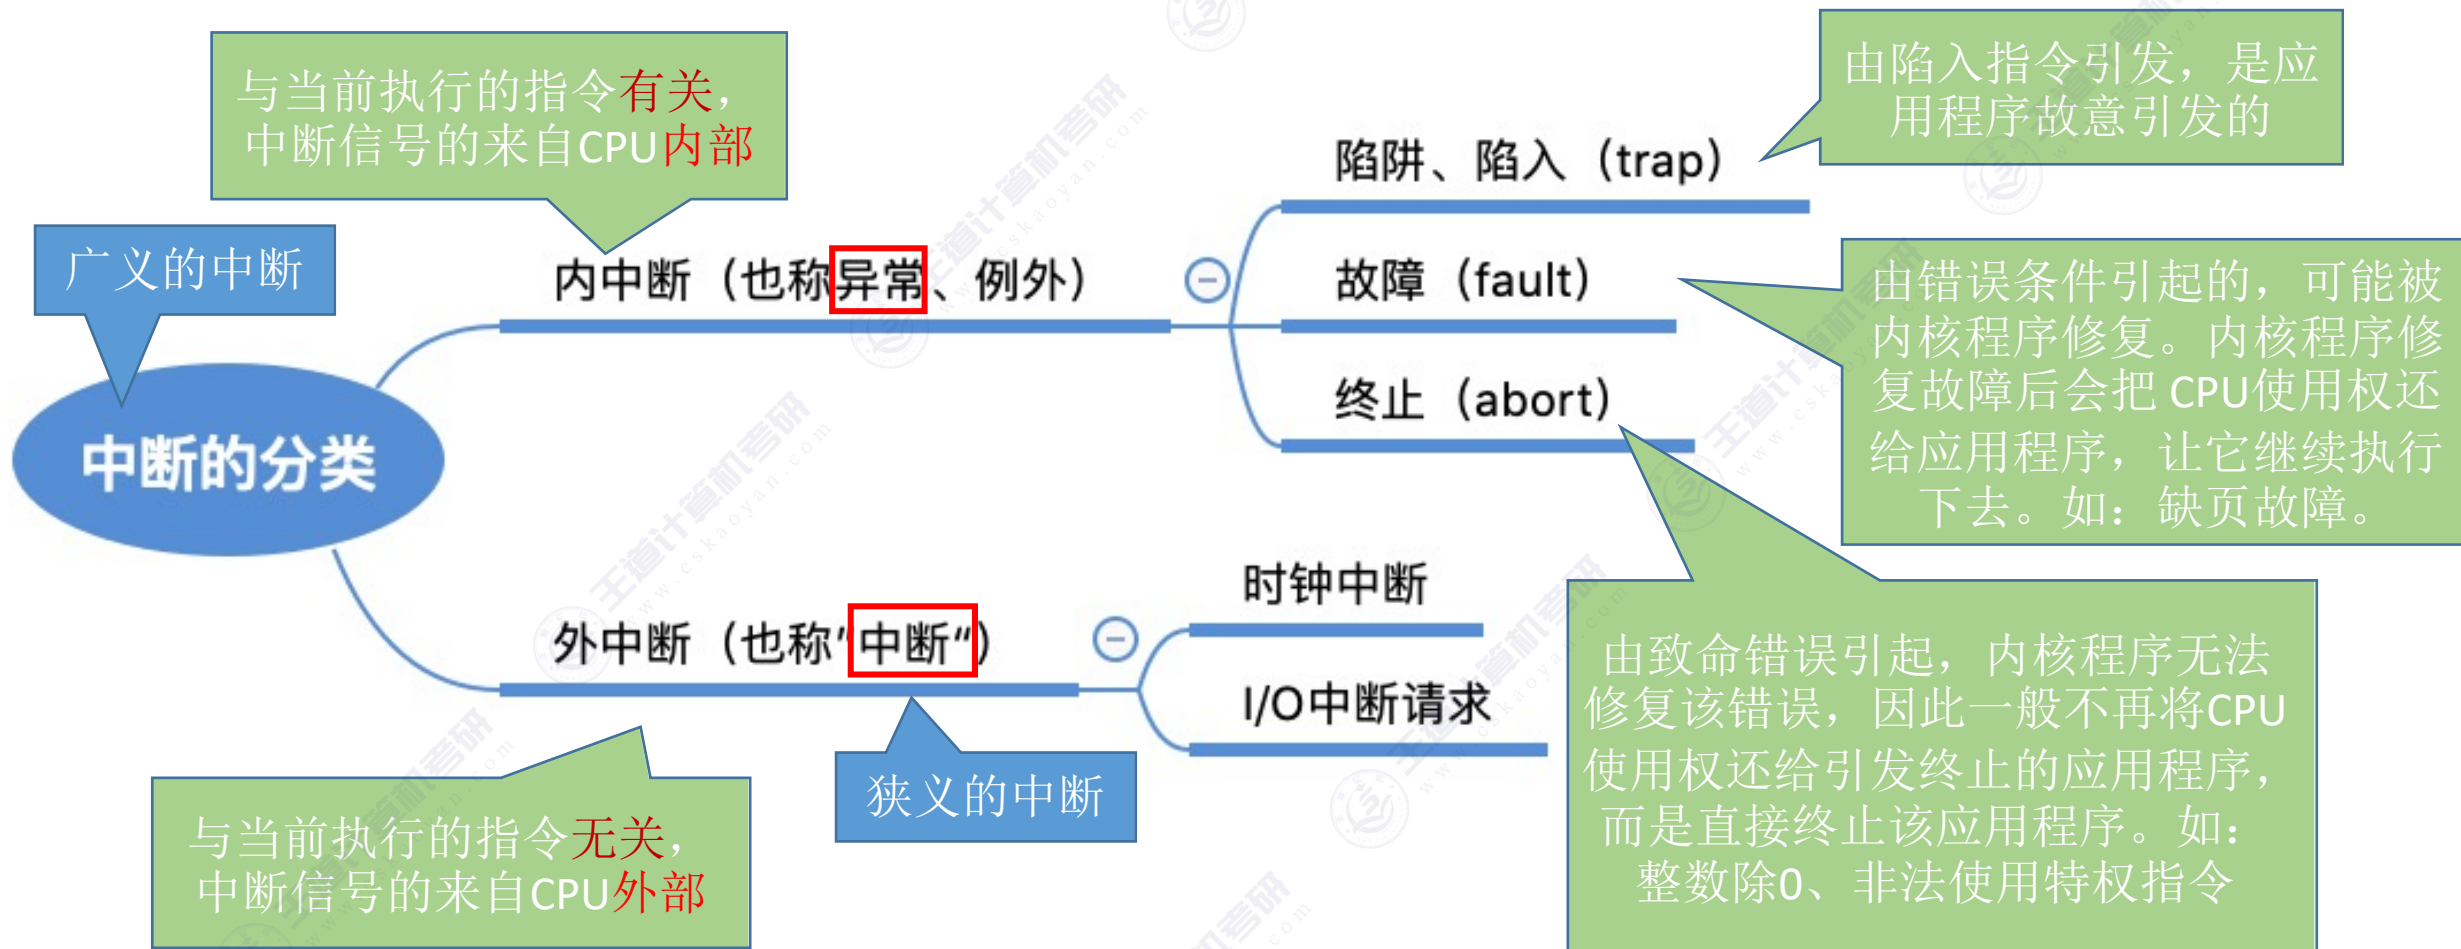 与当前执行的指令有关，
中断信号的来自CPU内部
由陷入指令引发，是应
用程序故意引发的
陷阱、陷入（trap）
广义的中断
内中断（也称异常、例外）
故障（fault）
由错误条件引起的，可能被
内核程序修复。内核程序修
复故障后会把 CPU使用权还
给应用程序，让它继续执行
下去。如：缺页故障。
终止（abort）
中断的分类
时钟中断
外中断（也称”中断“）
I/O中断请求
由致命错误引起，内核程序无法
修复该错误，因此一般不再将CPU
使用权还给引发终止的应用程序，
而是直接终止该应用程序。如：
整数除0、非法使用特权指令
狭义的中断
与当前执行的指令无关，
中断信号的来自CPU外部
王道计算机考研
www.cskaoyan.com